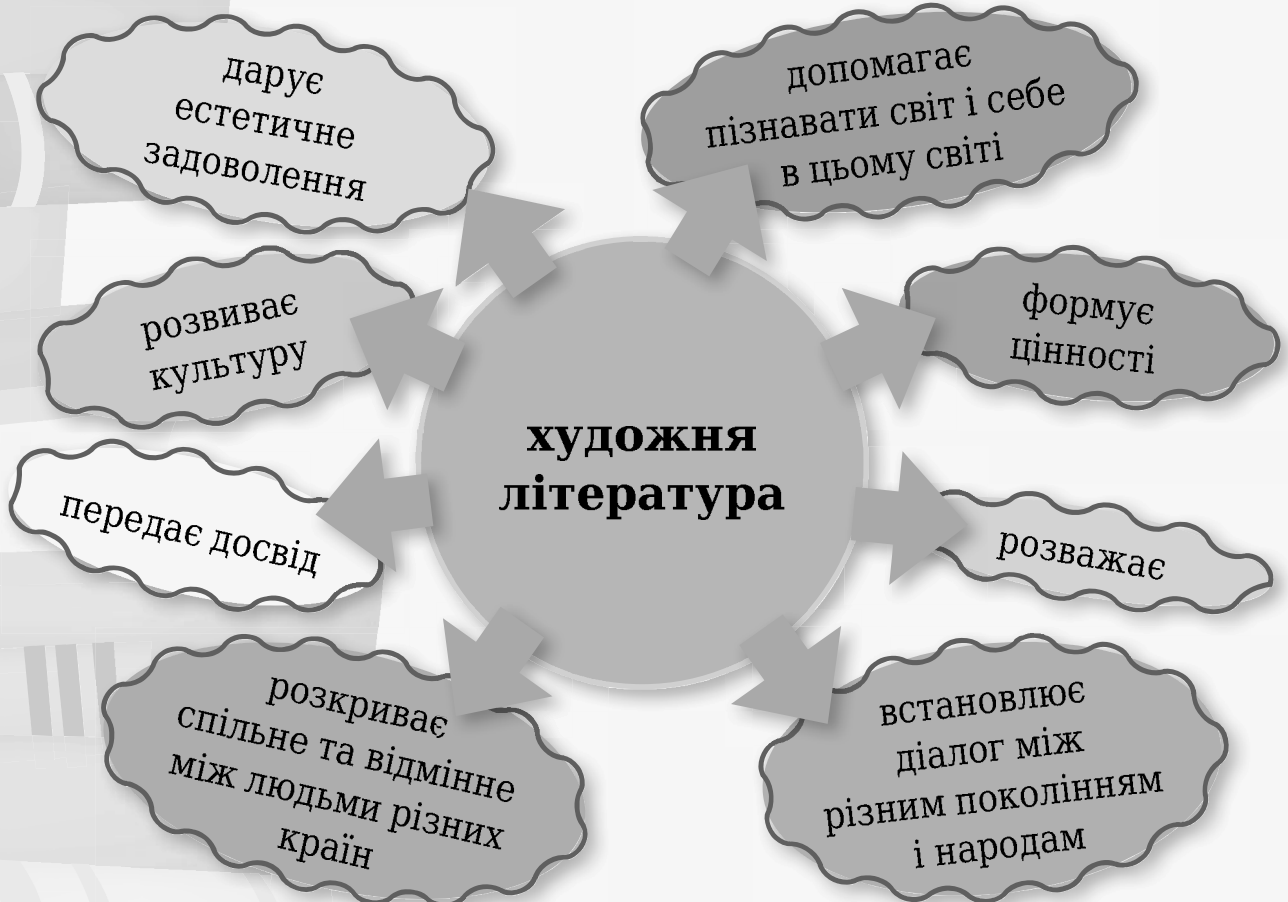 дарує
естетичне
задоволення
допомагає
пізнавати світ і себе
в цьому світі
розвиває
культуру
формує
цінності
художня
література
передає досвід
розважає
розкриває
спільне та відмінне
між людьми різних
країн
встановлює
діалог між
різним поколінням
і народам